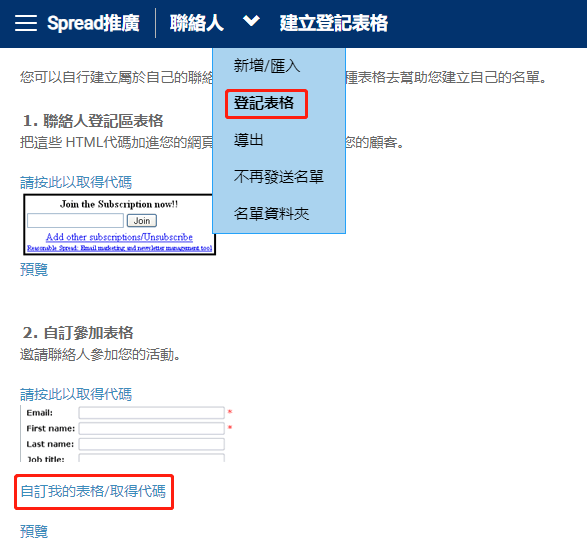 Spread推廣 聯絡人 建立登記表格
新增/匯入
登記表格
導出
不再發送名單
名單資料夾
您可以自行建立屬於自己的聯絡 種表格去幫助您建立自己的名單。
1. 聯絡人登記區表格
把這些 HTML代碼加進您的網頁 您的顧客。
請按此以取得代碼
Join the Subscription now!!
Join
Add other subscriptions/Unsubscribe
Reasonable Spread: Email marketing and newsletter management tool
預覽
2. 自訂參加表格
邀請聯絡人參加您的活動。
請按此以取得代碼
Email: *
First name: *
Last name:
Job title:
自訂我的表格/取得代碼
預覽